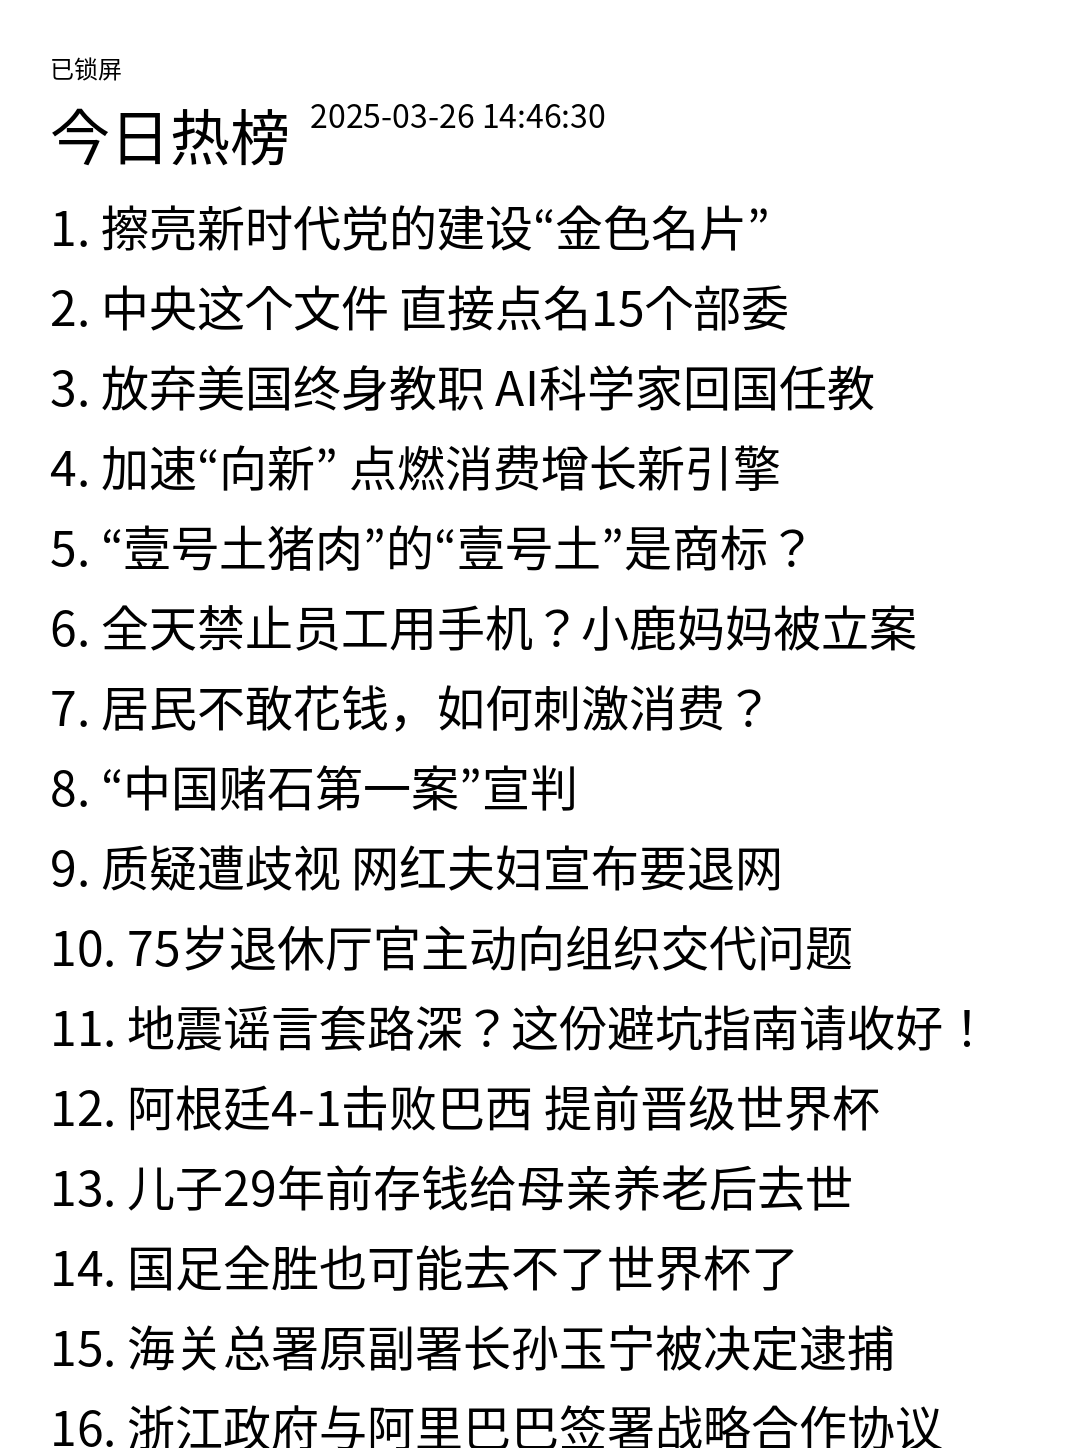 已锁屏
今日热榜 2025-03-26 14:46:30
1. 擦亮新时代党的建设“金色名片”
2. 中央这个文件 直接点名15个部委
3. 放弃美国终身教职 AI科学家回国任教
4. 加速“向新” 点燃消费增长新引擎
5. “壹号土猪肉”的“壹号土”是商标？
6. 全天禁止员工用手机？小鹿妈妈被立案
7. 居民不敢花钱，如何刺激消费？
8. “中国赌石第一案”宣判
9. 质疑遭歧视 网红夫妇宣布要退网
10. 75岁退休厅官主动向组织交代问题
11. 地震谣言套路深？这份避坑指南请收好！
12. 阿根廷4-1击败巴西 提前晋级世界杯
13. 儿子29年前存钱给母亲养老后去世
14. 国足全胜也可能去不了世界杯了
15. 海关总署原副署长孙玉宁被决定逮捕
16. 浙江政府与阿里巴巴签署战略合作协议